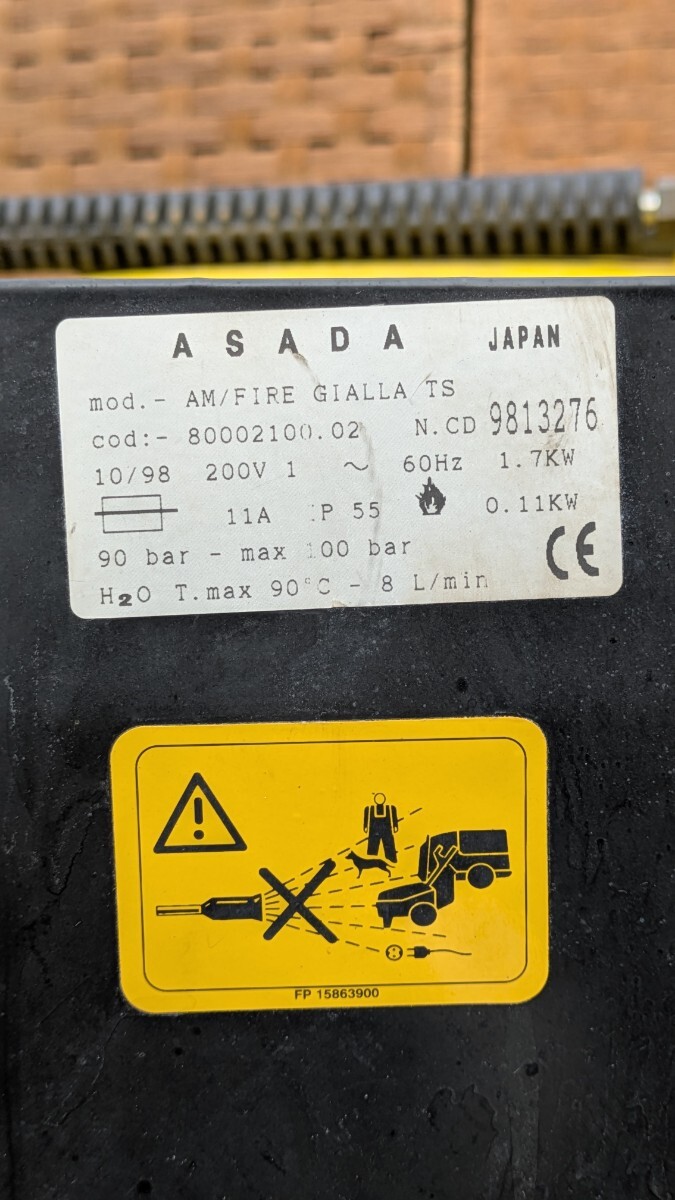 ASADA JAPAN
mod.- AM/FIRE GIALLA TS
cod:- 80002100.02 N.CD 9813276
10/98 200V 1 ~ 60Hz 1.7KW
11A IP 55 0.11KW
90 bar - max 100 bar CE
H2O T.max 90°C - 8 L/min
FP 15863900